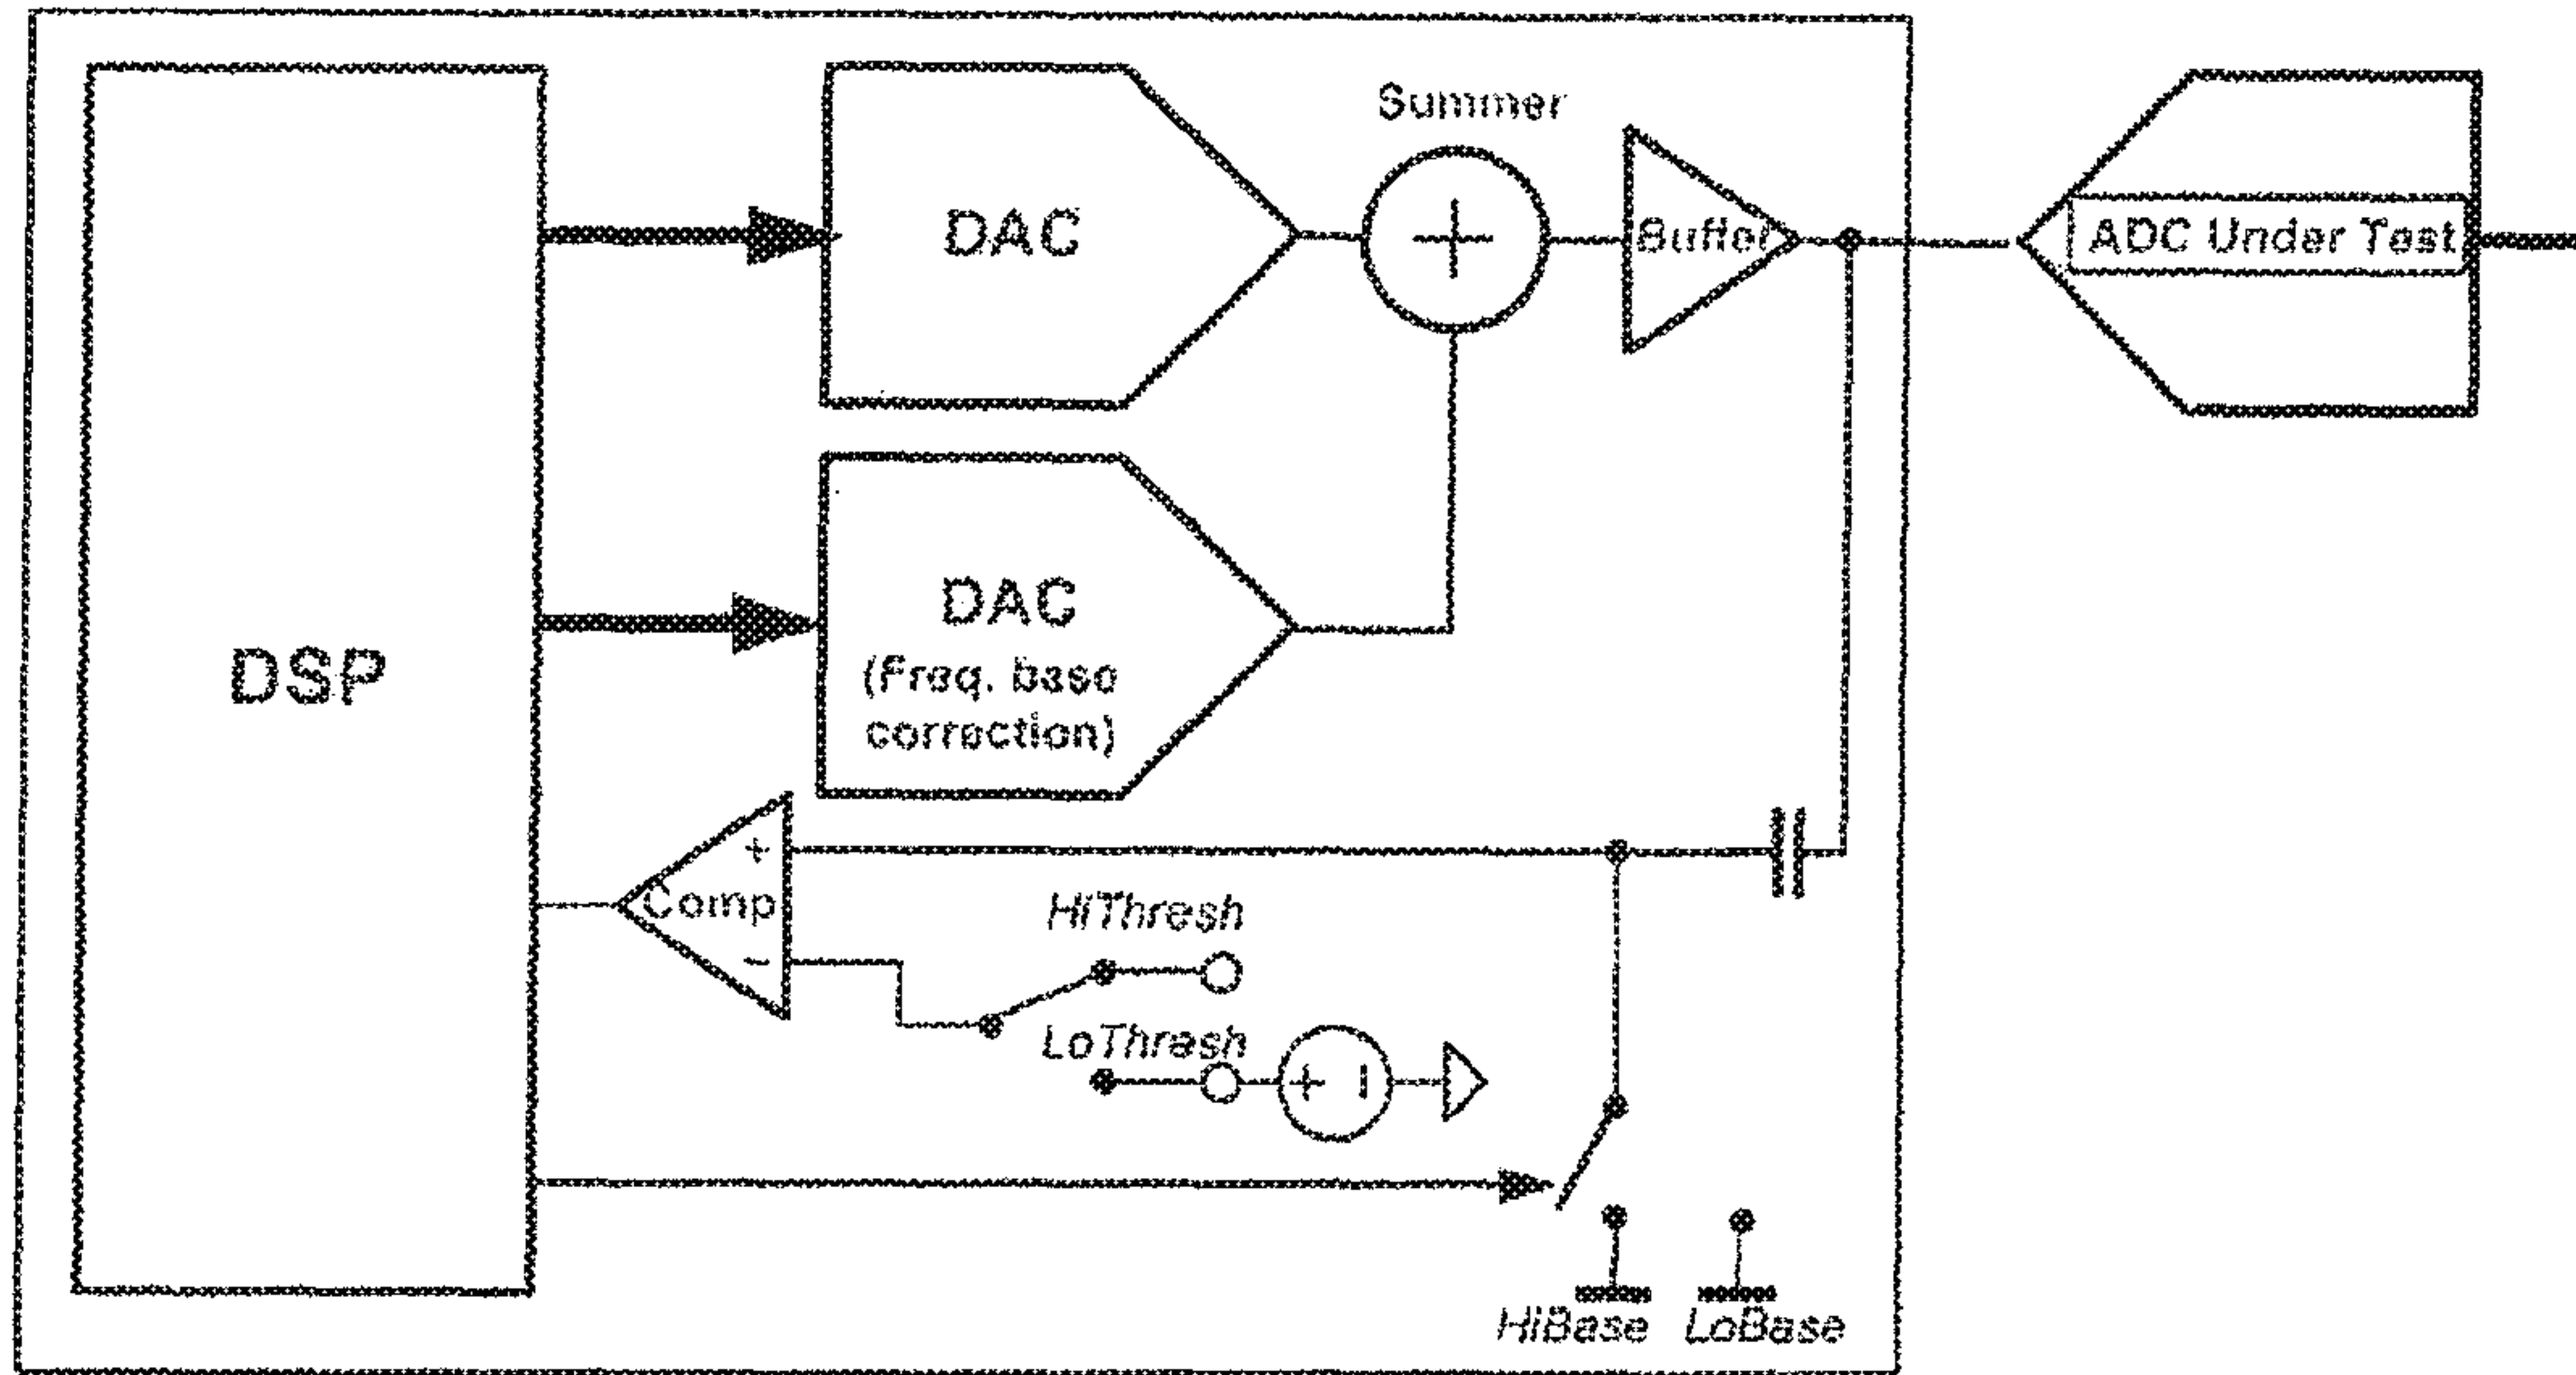 Summer
DAC
Buffer
ADC Under Test
DAC
(Freq. base
correction)
DSP
+
Comp
−
HiThresh
LoThresh
+ −
HiBase LoBase